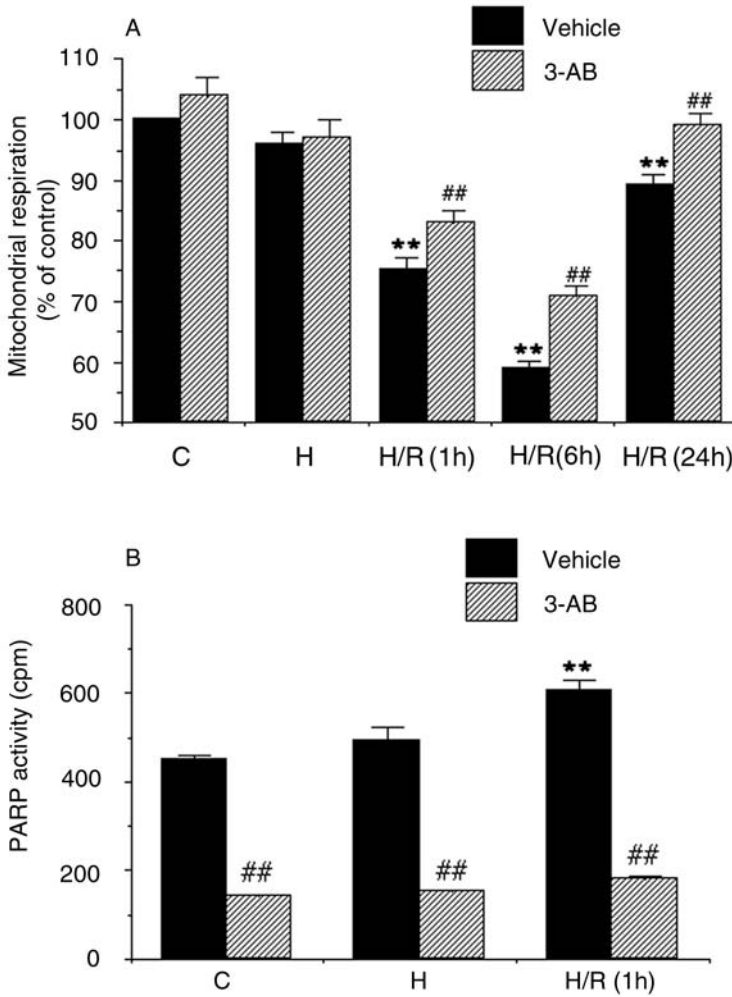 A
Vehicle
3-AB
Mitochondrial respiration
(% of control)
110
100
90
80
70
60
50
**
##
**
##
**
##
C
H
H/R (1h)
H/R(6h)
H/R (24h)
B
Vehicle
3-AB
PARP activity (cpm)
800
600
400
200
0
##
##
**
##
C
H
H/R (1h)